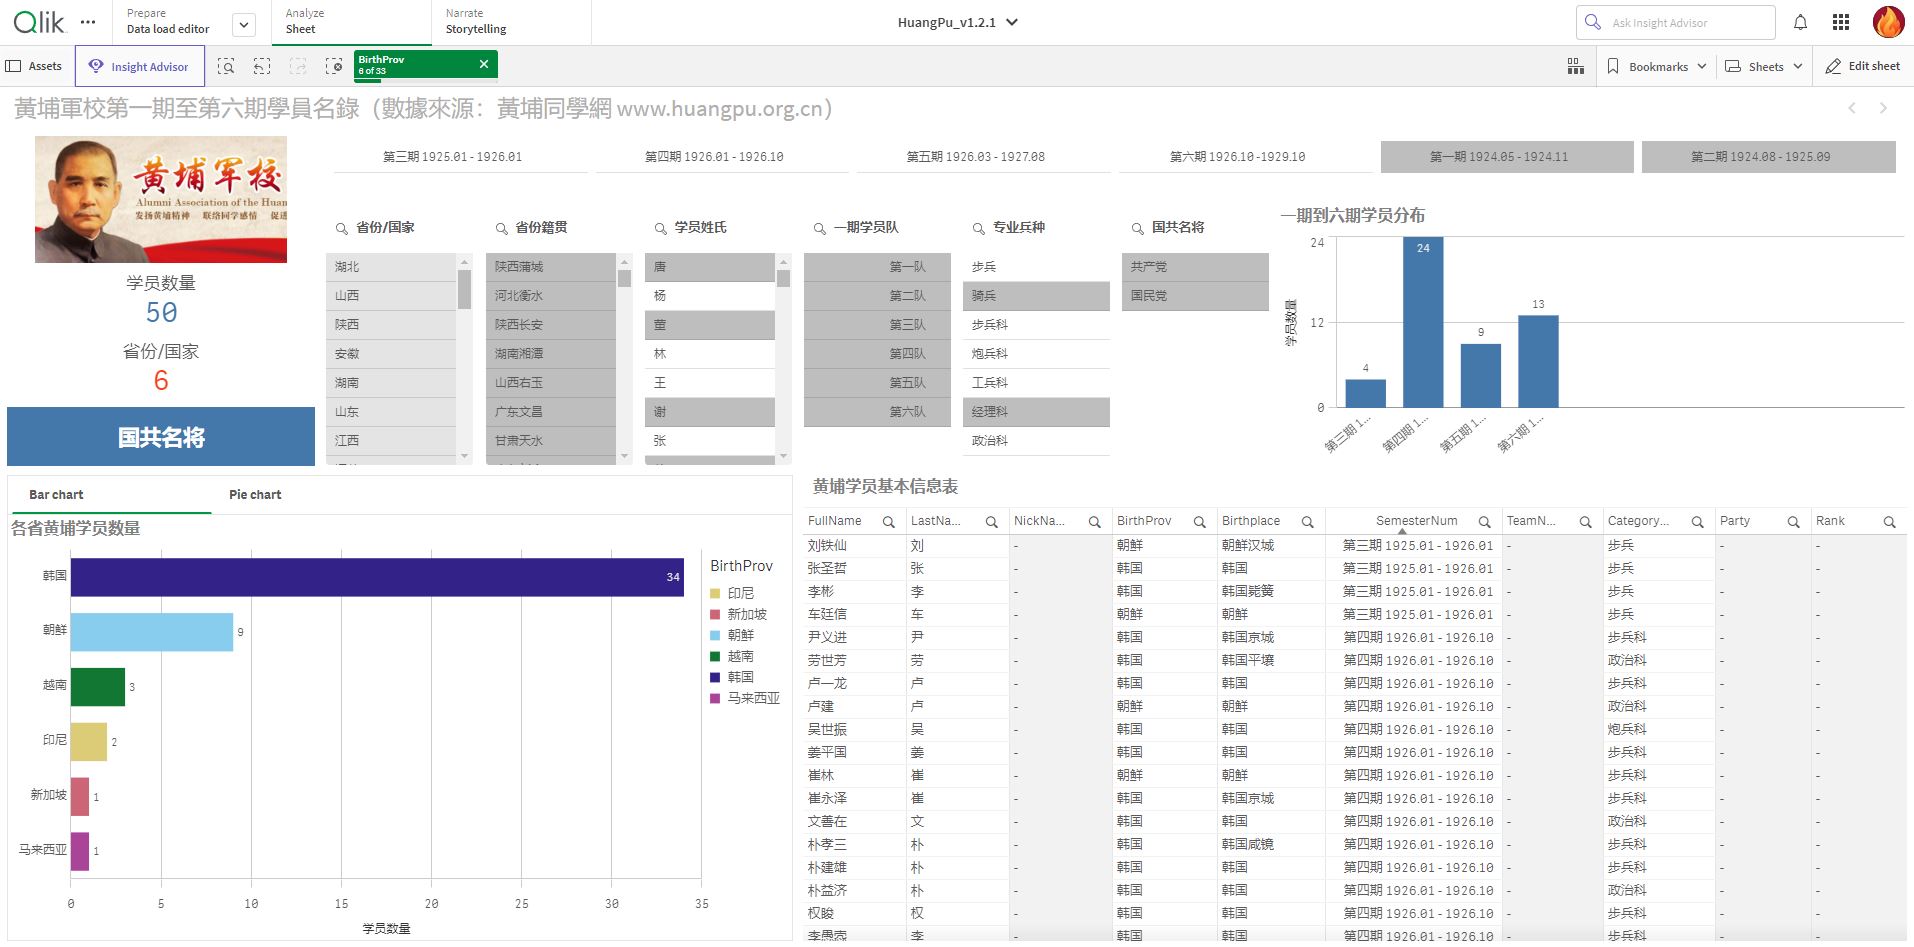 Qlik
Prepare
Data load editor
Analyze
Sheet
Narrate
Storytelling
HuangPu_v1.2.1
Ask Insight Advisor
Assets
Insight Advisor
BirthProv
6 of 33
Bookmarks
Sheets
Edit sheet
黃埔軍校第一期至第六期學員名錄（數據來源：黃埔同學網 www.huangpu.org.cn）
黄埔军校
Alumni Association of the Huan
发扬黄埔精神 联络同学感情 促进
第三期 1925.01 - 1926.01
第四期 1926.01 - 1926.10
第五期 1926.03 - 1927.08
第六期 1926.10 -1929.10
第一期 1924.05 - 1924.11
第二期 1924.08 - 1925.09
学员数量
50
省份/国家
6
国共名将
省份/国家
湖北
山西
陕西
安徽
湖南
山东
江西
省份籍贯
陕西蒲城
河北衡水
陕西长安
湖南湘潭
山西右玉
广东文昌
甘肃天水
学员姓氏
唐
杨
董
林
王
谢
张
一期学员队
第一队
第二队
第三队
第四队
第五队
第六队
专业兵种
步兵
骑兵
步兵科
炮兵科
工兵科
经理科
政治科
国共名将
共产党
国民党
一期到六期学员分布
学员数量
24
12
0
4
24
9
13
第三期 1...
第四期 1...
第五期 1...
第六期 1...
Bar chart
Pie chart
各省黄埔学员数量
韩国
34
朝鲜
9
越南
3
印尼
2
新加坡
1
马来西亚
1
0 5 10 15 20 25 30 35
学员数量
BirthProv
印尼
新加坡
朝鲜
越南
韩国
马来西亚
黄埔学员基本信息表
FullName LastNa... NickNa... BirthProv Birthplace SemesterNum TeamN... Category... Party Rank
刘铁仙 刘 - 朝鲜 朝鲜汉城 第三期 1925.01 - 1926.01 - 步兵 - -
张圣哲 张 - 韩国 韩国 第三期 1925.01 - 1926.01 - 步兵 - -
李彬 李 - 韩国 韩国毙簧 第三期 1925.01 - 1926.01 - 步兵 - -
车廷信 车 - 朝鲜 朝鲜 第三期 1925.01 - 1926.01 - 步兵 - -
尹义进 尹 - 韩国 韩国京城 第四期 1926.01 - 1926.10 - 步兵科 - -
劳世芳 劳 - 韩国 韩国平壤 第四期 1926.01 - 1926.10 - 政治科 - -
卢一龙 卢 - 韩国 韩国 第四期 1926.01 - 1926.10 - 步兵科 - -
卢建 卢 - 朝鲜 朝鲜 第四期 1926.01 - 1926.10 - 政治科 - -
吴世振 吴 - 韩国 韩国 第四期 1926.01 - 1926.10 - 炮兵科 - -
姜平国 姜 - 韩国 韩国 第四期 1926.01 - 1926.10 - 步兵科 - -
崔林 崔 - 朝鲜 朝鲜 第四期 1926.01 - 1926.10 - 步兵科 - -
崔永泽 崔 - 韩国 韩国京城 第四期 1926.01 - 1926.10 - 步兵科 - -
文善在 文 - 韩国 韩国 第四期 1926.01 - 1926.10 - 政治科 - -
朴孝三 朴 - 韩国 韩国咸镜 第四期 1926.01 - 1926.10 - 步兵科 - -
朴建雄 朴 - 韩国 韩国 第四期 1926.01 - 1926.10 - 步兵科 - -
朴益济 朴 - 韩国 韩国 第四期 1926.01 - 1926.10 - 政治科 - -
权晙 权 - 韩国 韩国 第四期 1926.01 - 1926.10 - 步兵科 - -
李愚 李 - 韩国 韩国 第四期 1926.01 - 1926.10 - 步兵科 - -